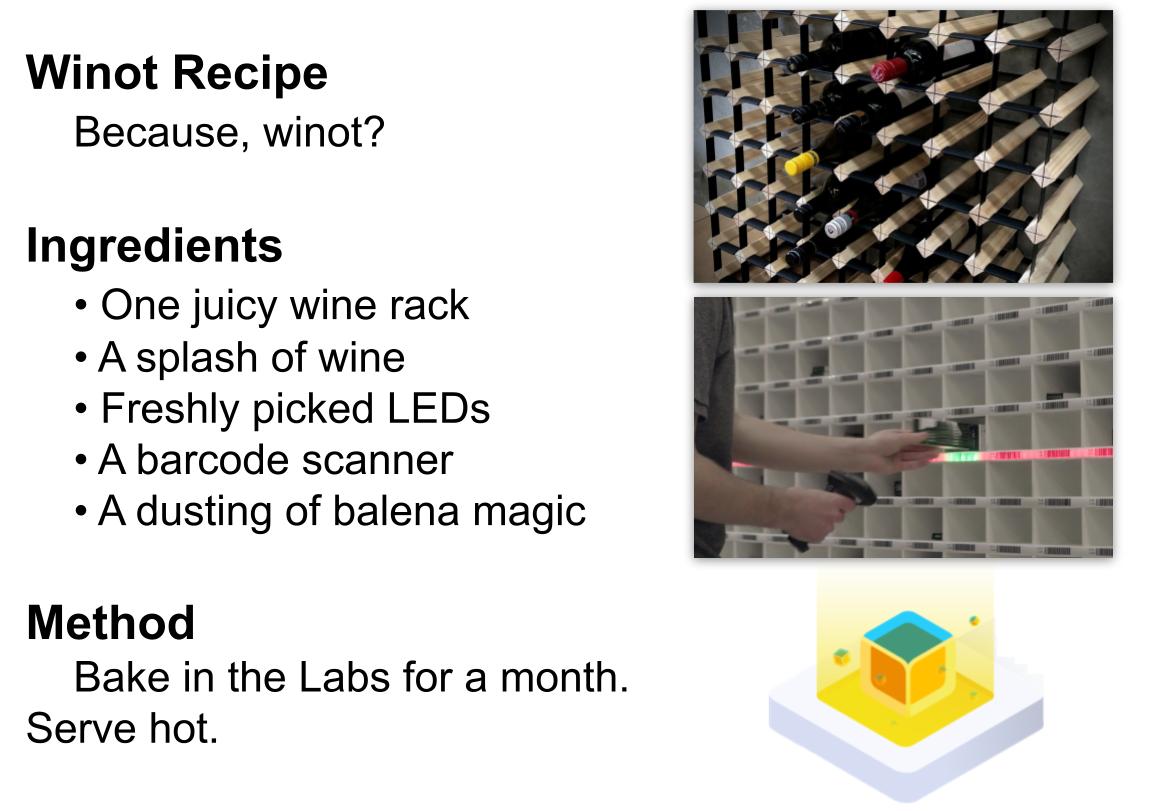 Winot Recipe
Because, winot?
Ingredients
• One juicy wine rack
• A splash of wine
• Freshly picked LEDs
• A barcode scanner
• A dusting of balena magic
Method
Bake in the Labs for a month.
Serve hot.